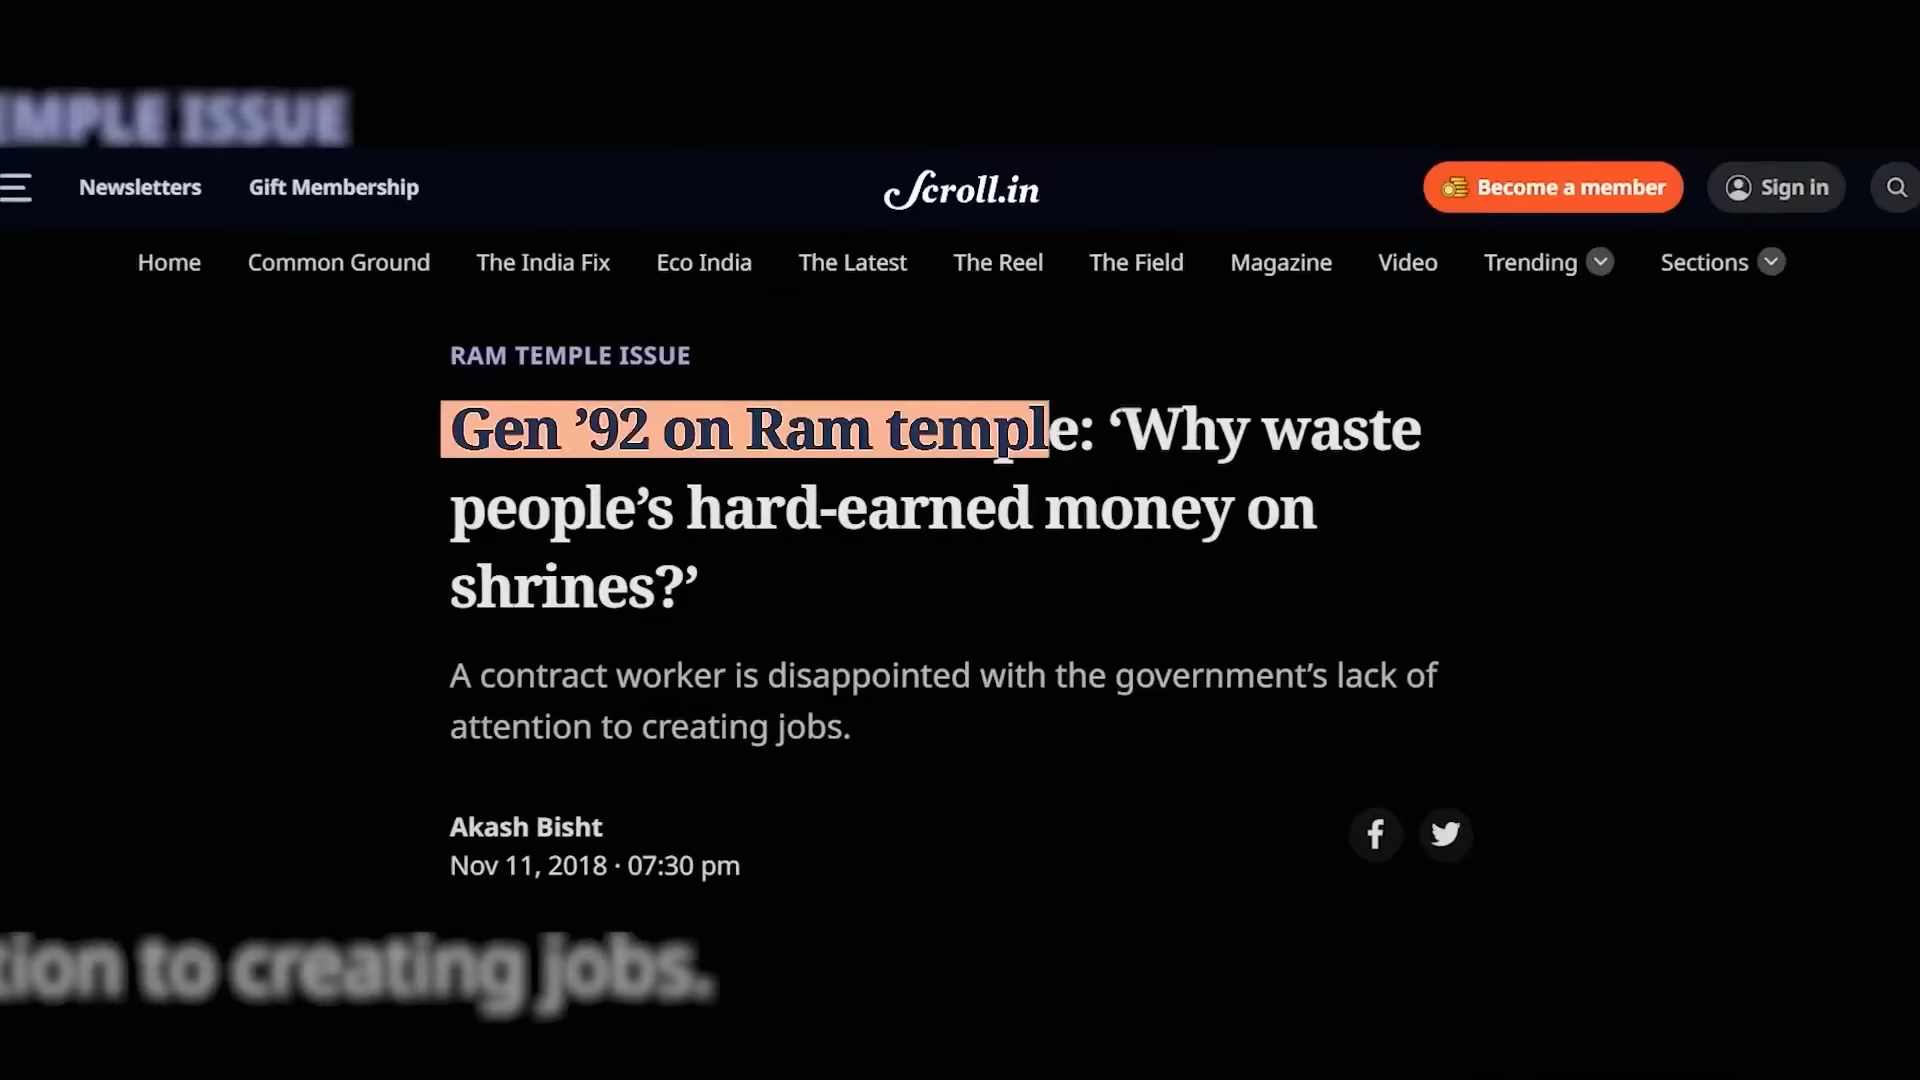 EMPLE ISSUE
Newsletters Gift Membership Scroll.in Become a member Sign in
Home Common Ground The India Fix Eco India The Latest The Reel The Field Magazine Video Trending Sections
RAM TEMPLE ISSUE
Gen ’92 on Ram temple: ‘Why waste
people’s hard-earned money on
shrines?’
A contract worker is disappointed with the government’s lack of
attention to creating jobs.
Akash Bisht
Nov 11, 2018 · 07:30 pm
tion to creating jobs.